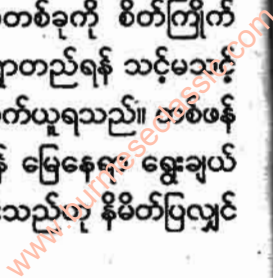 တစ်ခုကို စိတ်ကြိုက်
ရာတည်ရန် သင့်မသင့်
က်ယူရသည်။ တစ်ဖန်
မြေနေရာ ရွေးချယ်
သည်ဟု နိမိတ်ပြလျှင်
www.burmeseclassic.com